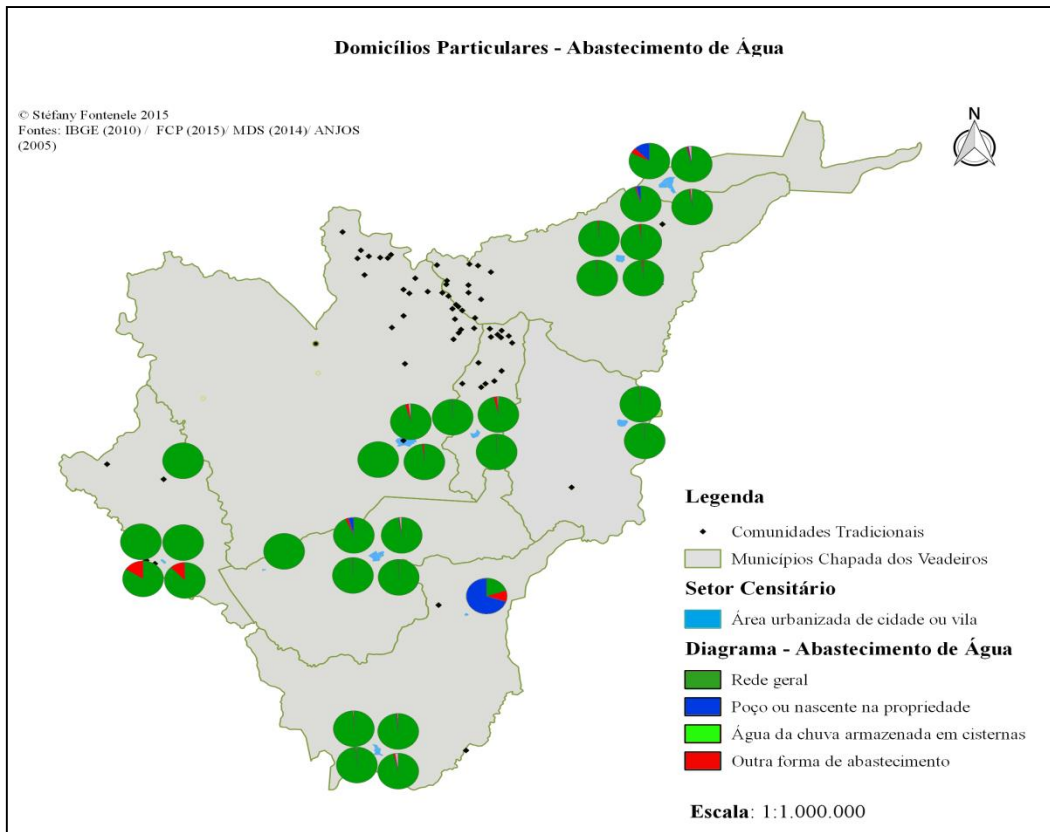 Domicílios Particulares - Abastecimento de Água
© Stéfany Fontenele 2015
Fontes: IBGE (2010) / FCP (2015)/ MDS (2014)/ ANJOS
(2005)
N
Legenda
Comunidades Tradicionais
Municípios Chapada dos Veadeiros
Setor Censitário
Área urbanizada de cidade ou vila
Diagrama - Abastecimento de Água
Rede geral
Poço ou nascente na propriedade
Água da chuva armazenada em cisternas
Outra forma de abastecimento
Escala: 1:1.000.000